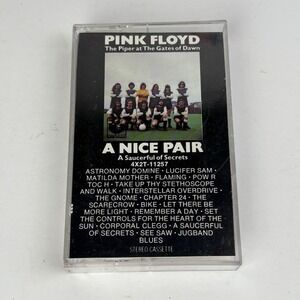 PINK FLOYD
The Piper at The Gates of Dawn
A NICE PAIR
A Saucerful of Secrets
4X2T-11257
ASTRONOMY DOMINE · LUCIFER SAM ·
MATILDA MOTHER · FLAMING · POW R
TOC H · TAKE UP THY STETHOSCOPE
AND WALK · INTERSTELLAR OVERDRIVE ·
THE GNOME · CHAPTER 24 · THE
SCARECROW · BIKE · LET THERE BE
MORE LIGHT · REMEMBER A DAY · SET
THE CONTROLS FOR THE HEART OF THE
SUN · CORPORAL CLEGG · A SAUCERFUL
OF SECRETS · SEE SAW · JUGBAND
BLUES
STEREO CASSETTE